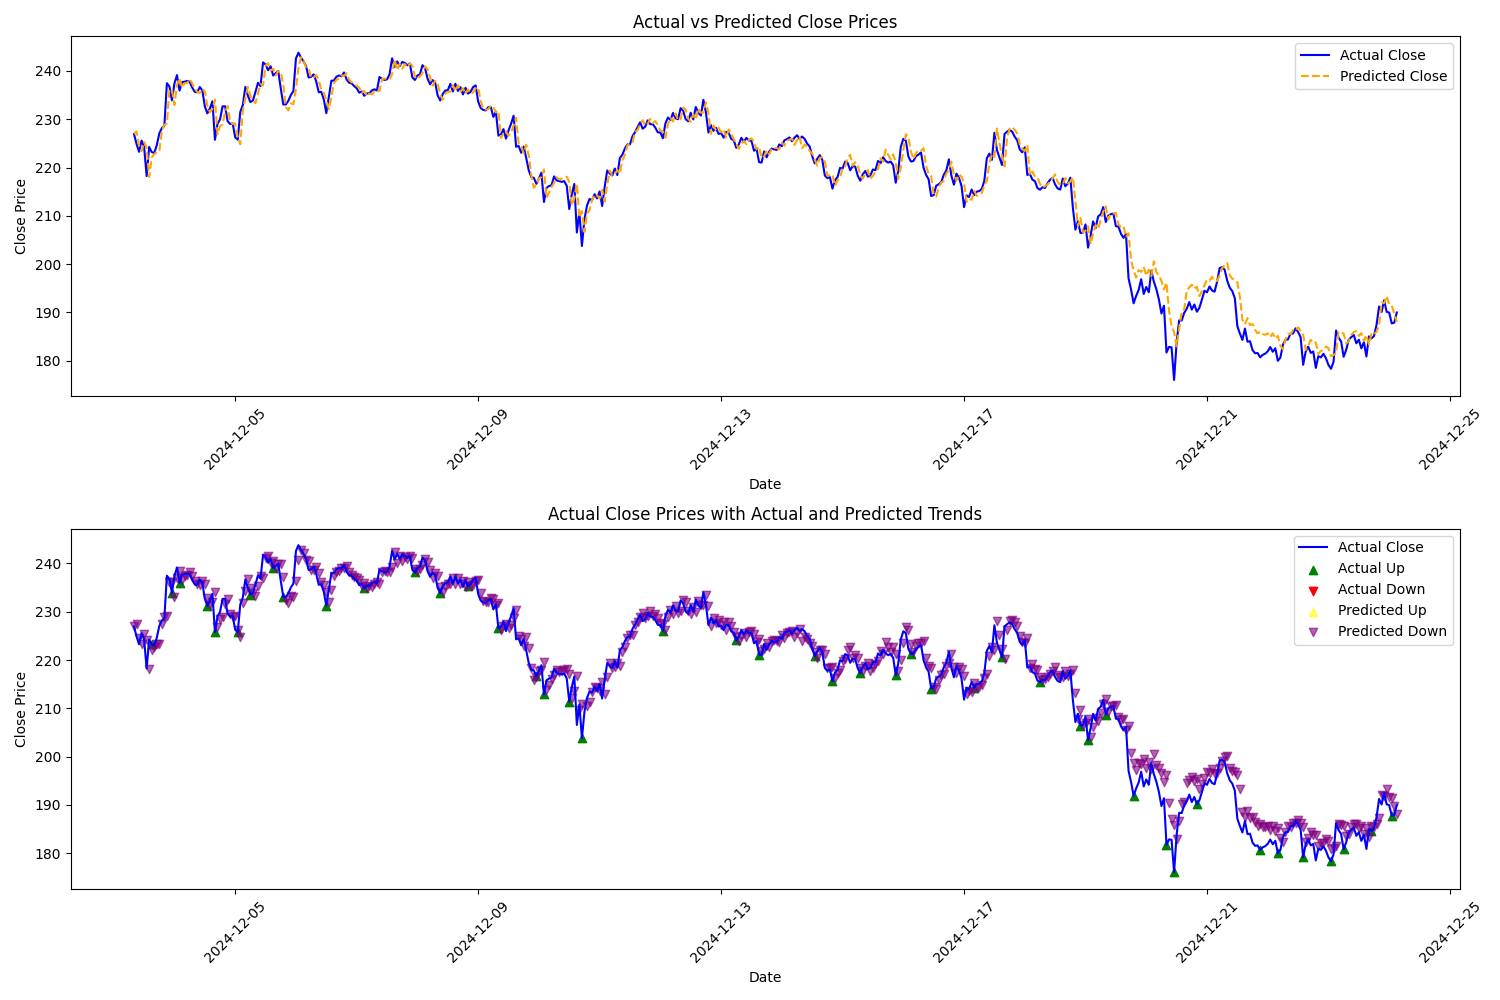 Actual vs Predicted Close Prices
Close Price
240
230
220
210
200
190
180
Actual Close
Predicted Close
2024-12-05
2024-12-09
2024-12-13
2024-12-17
2024-12-21
2024-12-25
Date
Actual Close Prices with Actual and Predicted Trends
Close Price
240
230
220
210
200
190
180
Actual Close
Actual Up
Actual Down
Predicted Up
Predicted Down
2024-12-05
2024-12-09
2024-12-13
2024-12-17
2024-12-21
2024-12-25
Date